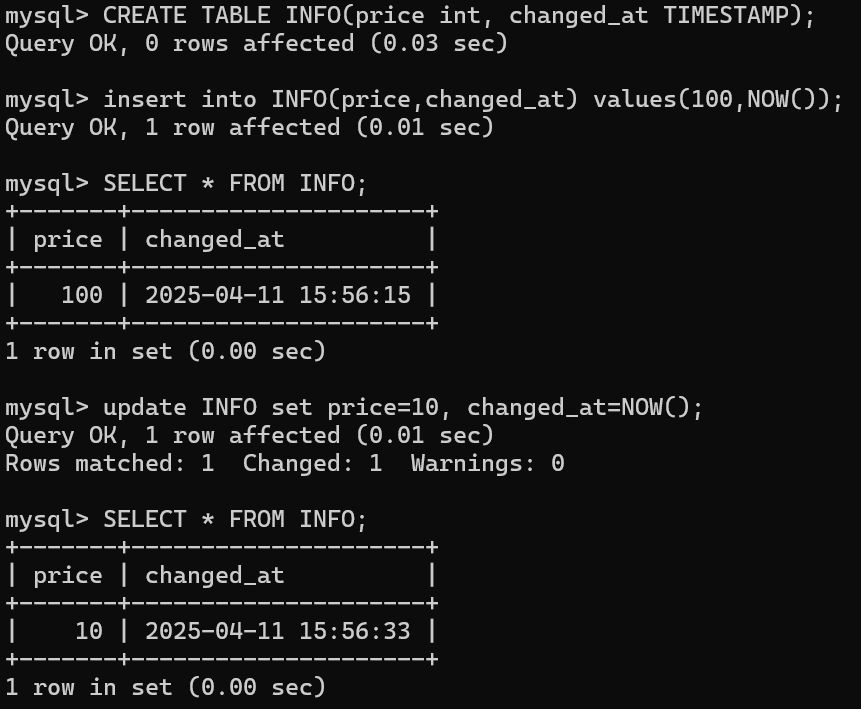 mysql> CREATE TABLE INFO(price int, changed_at TIMESTAMP);
Query OK, 0 rows affected (0.03 sec)

mysql> insert into INFO(price,changed_at) values(100,NOW());
Query OK, 1 row affected (0.01 sec)

mysql> SELECT * FROM INFO;
+-------+---------------------+
| price | changed_at          |
+-------+---------------------+
|   100 | 2025-04-11 15:56:15 |
+-------+---------------------+
1 row in set (0.00 sec)

mysql> update INFO set price=10, changed_at=NOW();
Query OK, 1 row affected (0.01 sec)
Rows matched: 1  Changed: 1  Warnings: 0

mysql> SELECT * FROM INFO;
+-------+---------------------+
| price | changed_at          |
+-------+---------------------+
|    10 | 2025-04-11 15:56:33 |
+-------+---------------------+
1 row in set (0.00 sec)